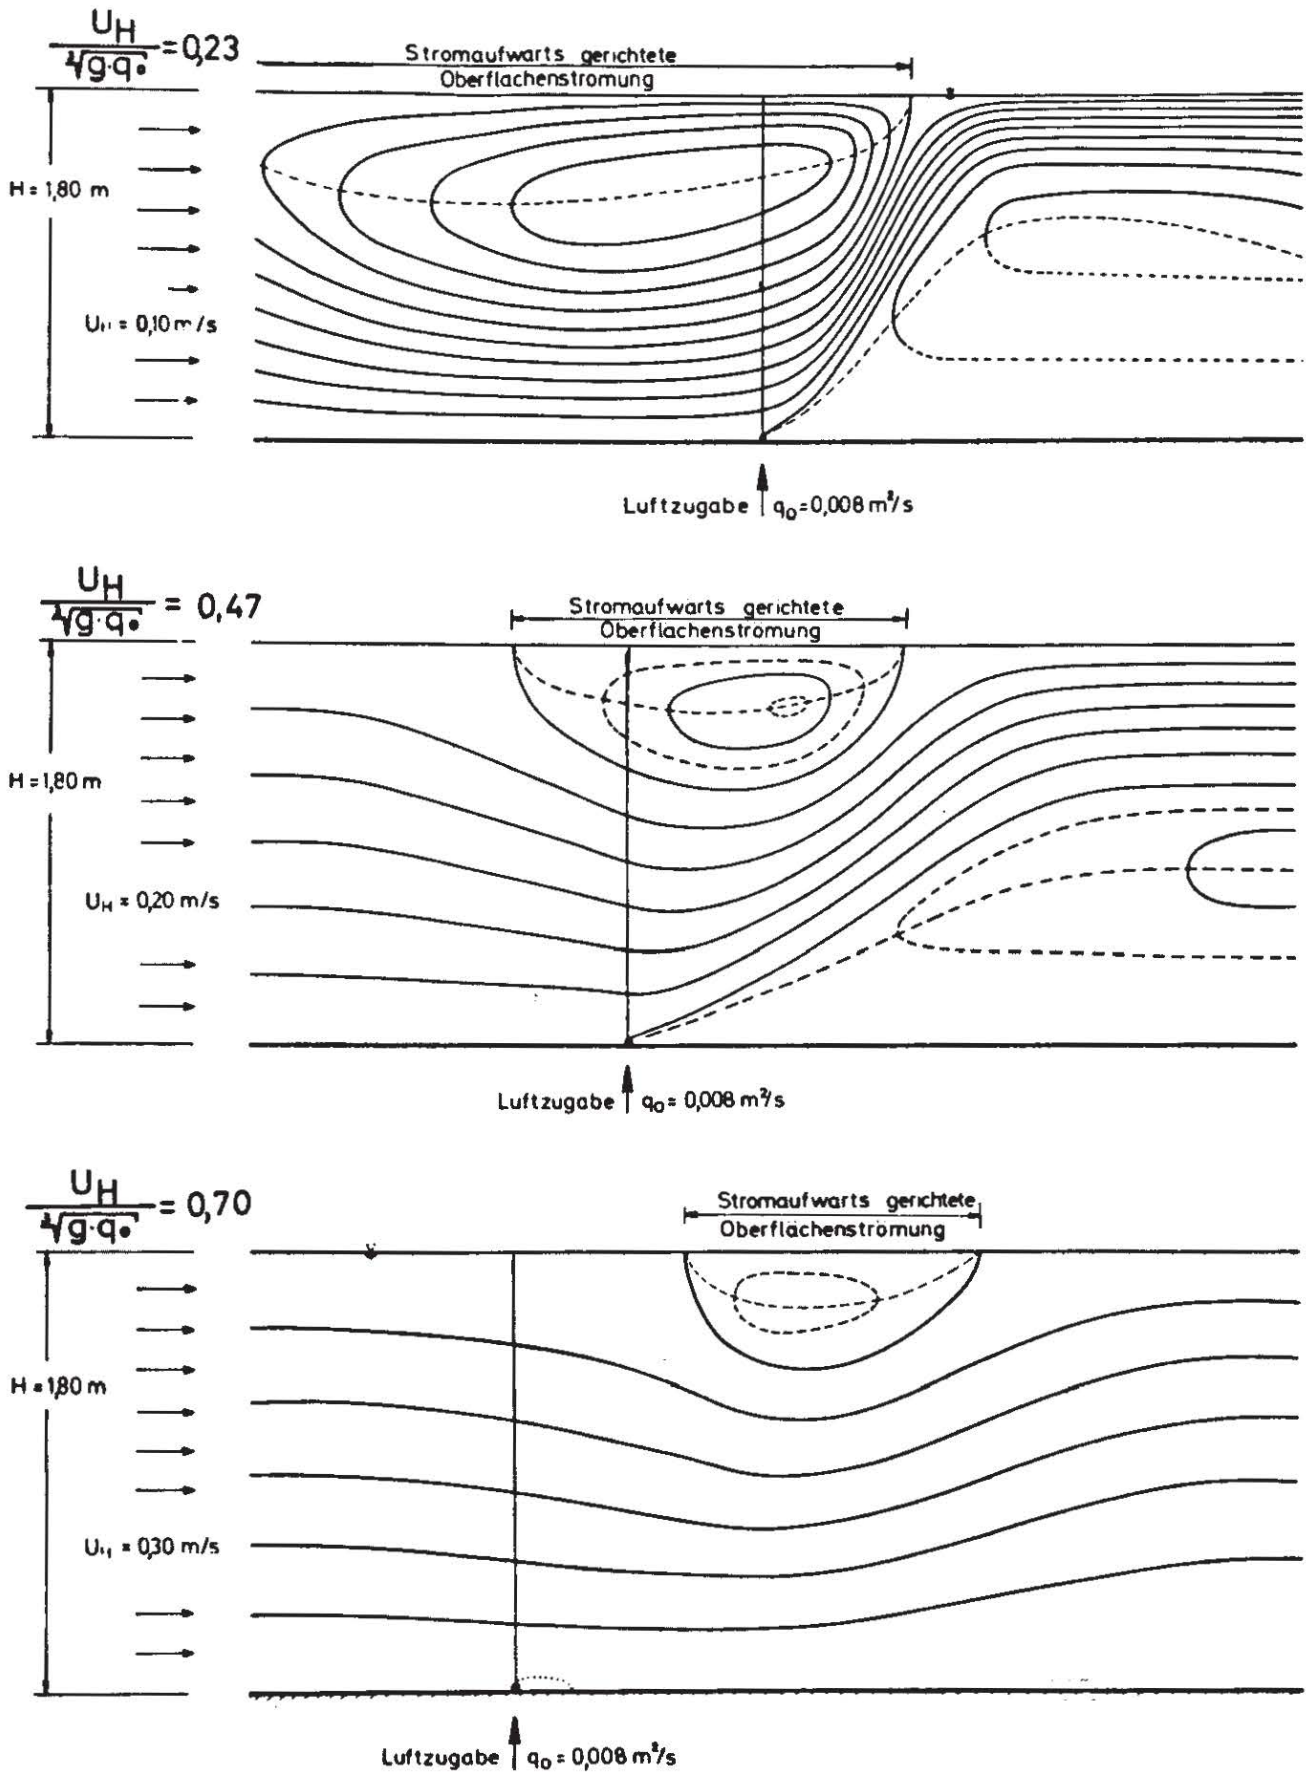 U_H
∛g·q₀ =0,23
Stromaufwärts gerichtete
Oberflachenstromung
H=1,80 m
U_H = 0,10 m/s
Luftzugabe q₀=0,008 m²/s
U_H
∛g·q₀ = 0,47
Stromaufwarts gerichtete
Oberflachenstromung
H=1,80 m
U_H = 0,20 m/s
Luftzugabe q₀= 0,008 m²/s
U_H
∛g·q₀ = 0,70
Stromaufwarts gerichtete
Oberflächenströmung
H=1,80 m
U_H = 0,30 m/s
Luftzugabe q₀=0,008 m²/s